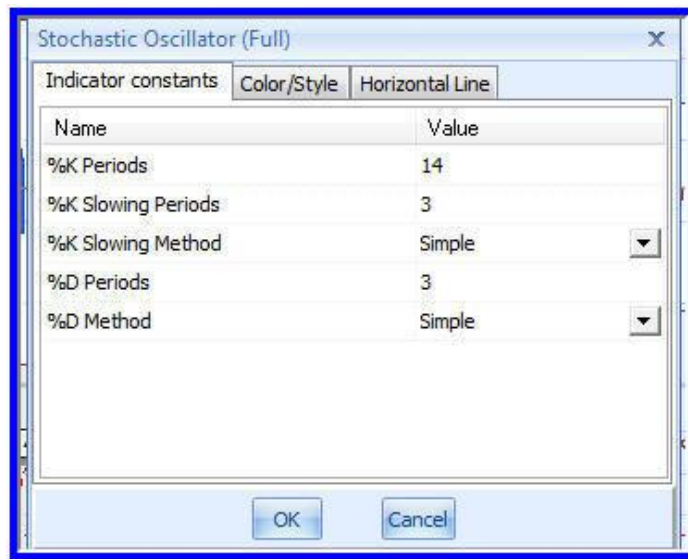 Stochastic Oscillator (Full)
Indicator constants Color/Style Horizontal Line
Name Value
%K Periods 14
%K Slowing Periods 3
%K Slowing Method Simple
%D Periods 3
%D Method Simple
OK Cancel